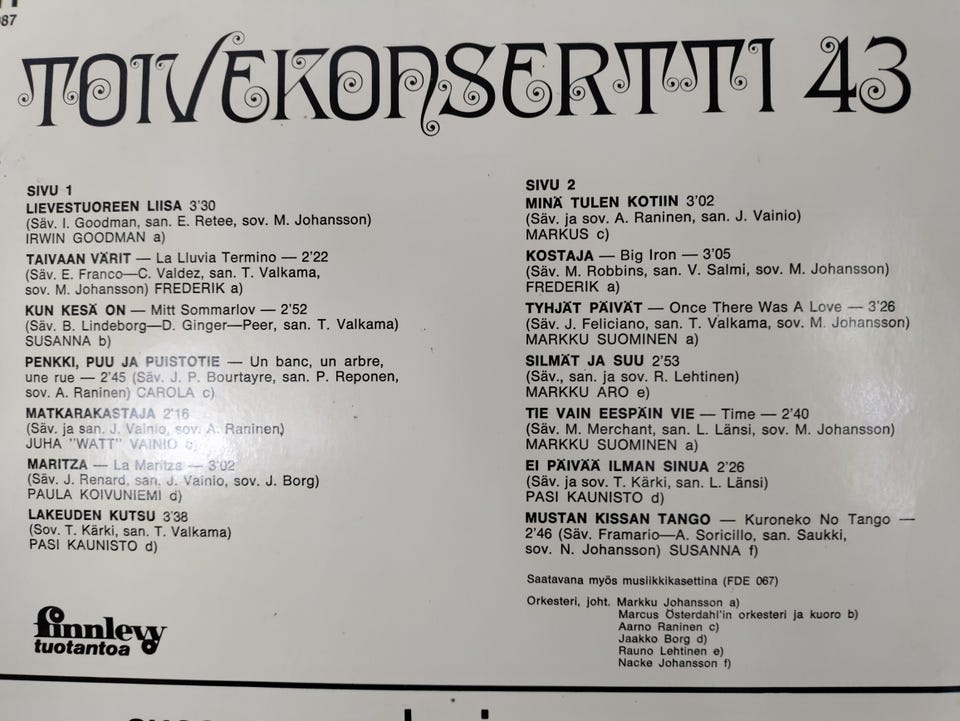 087
TOIVEKONSERTTI 43
SIVU 1
LIEVESTUOREEN LIISA 3'30
(Säv. I. Goodman, san. E. Retee, sov. M. Johansson)
IRWIN GOODMAN a)
TAIVAAN VÄRIT — La Lluvia Termino — 2'22
(Säv. E. Franco—C. Valdez, san. T. Valkama,
sov. M. Johansson) FREDERIK a)
KUN KESÄ ON — Mitt Sommarlov — 2'52
(Säv. B. Lindeborg—D. Ginger—Peer, san. T. Valkama)
SUSANNA b)
PENKKI, PUU JA PUISTOTIE — Un banc, un arbre,
une rue — 2'45 (Säv. J. P. Bourtayre, san. P. Reponen,
sov. A. Raninen) CAROLA c)
MATKARAKASTAJA 2'16
(Säv. ja san. J. Vainio, sov. A. Raninen)
JUHA "WATT" VAINIO c)
MARITZA — La Maritza — 3'02
(Säv. J. Renard, san. J. Vainio, sov. J. Borg)
PAULA KOIVUNIEMI d)
LAKEUDEN KUTSU 3'38
(Sov. T. Kärki, san. T. Valkama)
PASI KAUNISTO d)
finnlevy
tuotantoa
SIVU 2
MINÄ TULEN KOTIIN 3'02
(Säv. ja sov. A. Raninen, san. J. Vainio)
MARKUS c)
KOSTAJA — Big Iron — 3'05
(Säv. M. Robbins, san. V. Salmi, sov. M. Johansson)
FREDERIK a)
TYHJÄT PÄIVÄT — Once There Was A Love — 3'26
(Säv. J. Feliciano, san. T. Valkama, sov. M. Johansson)
MARKKU SUOMINEN a)
SILMÄT JA SUU 2'53
(Säv., san. ja sov. R. Lehtinen)
MARKKU ARO e)
TIE VAIN EESPÄIN VIE — Time — 2'40
(Säv. M. Merchant, san. L. Länsi, sov. M. Johansson)
MARKKU SUOMINEN a)
EI PÄIVÄÄ ILMAN SINUA 2'26
(Säv. ja sov. T. Kärki, san. L. Länsi)
PASI KAUNISTO d)
MUSTAN KISSAN TANGO — Kuroneko No Tango —
2'46 (Säv. Framario—A. Soricillo, san. Saukki,
sov. N. Johansson) SUSANNA f)
Saatavana myös musiikkikasettina (FDE 067)
Orkesteri, joht. Markku Johansson a)
Marcus Österdahl'in orkesteri ja kuoro b)
Aarno Raninen c)
Jaakko Borg d)
Rauno Lehtinen e)
Nacke Johansson f)